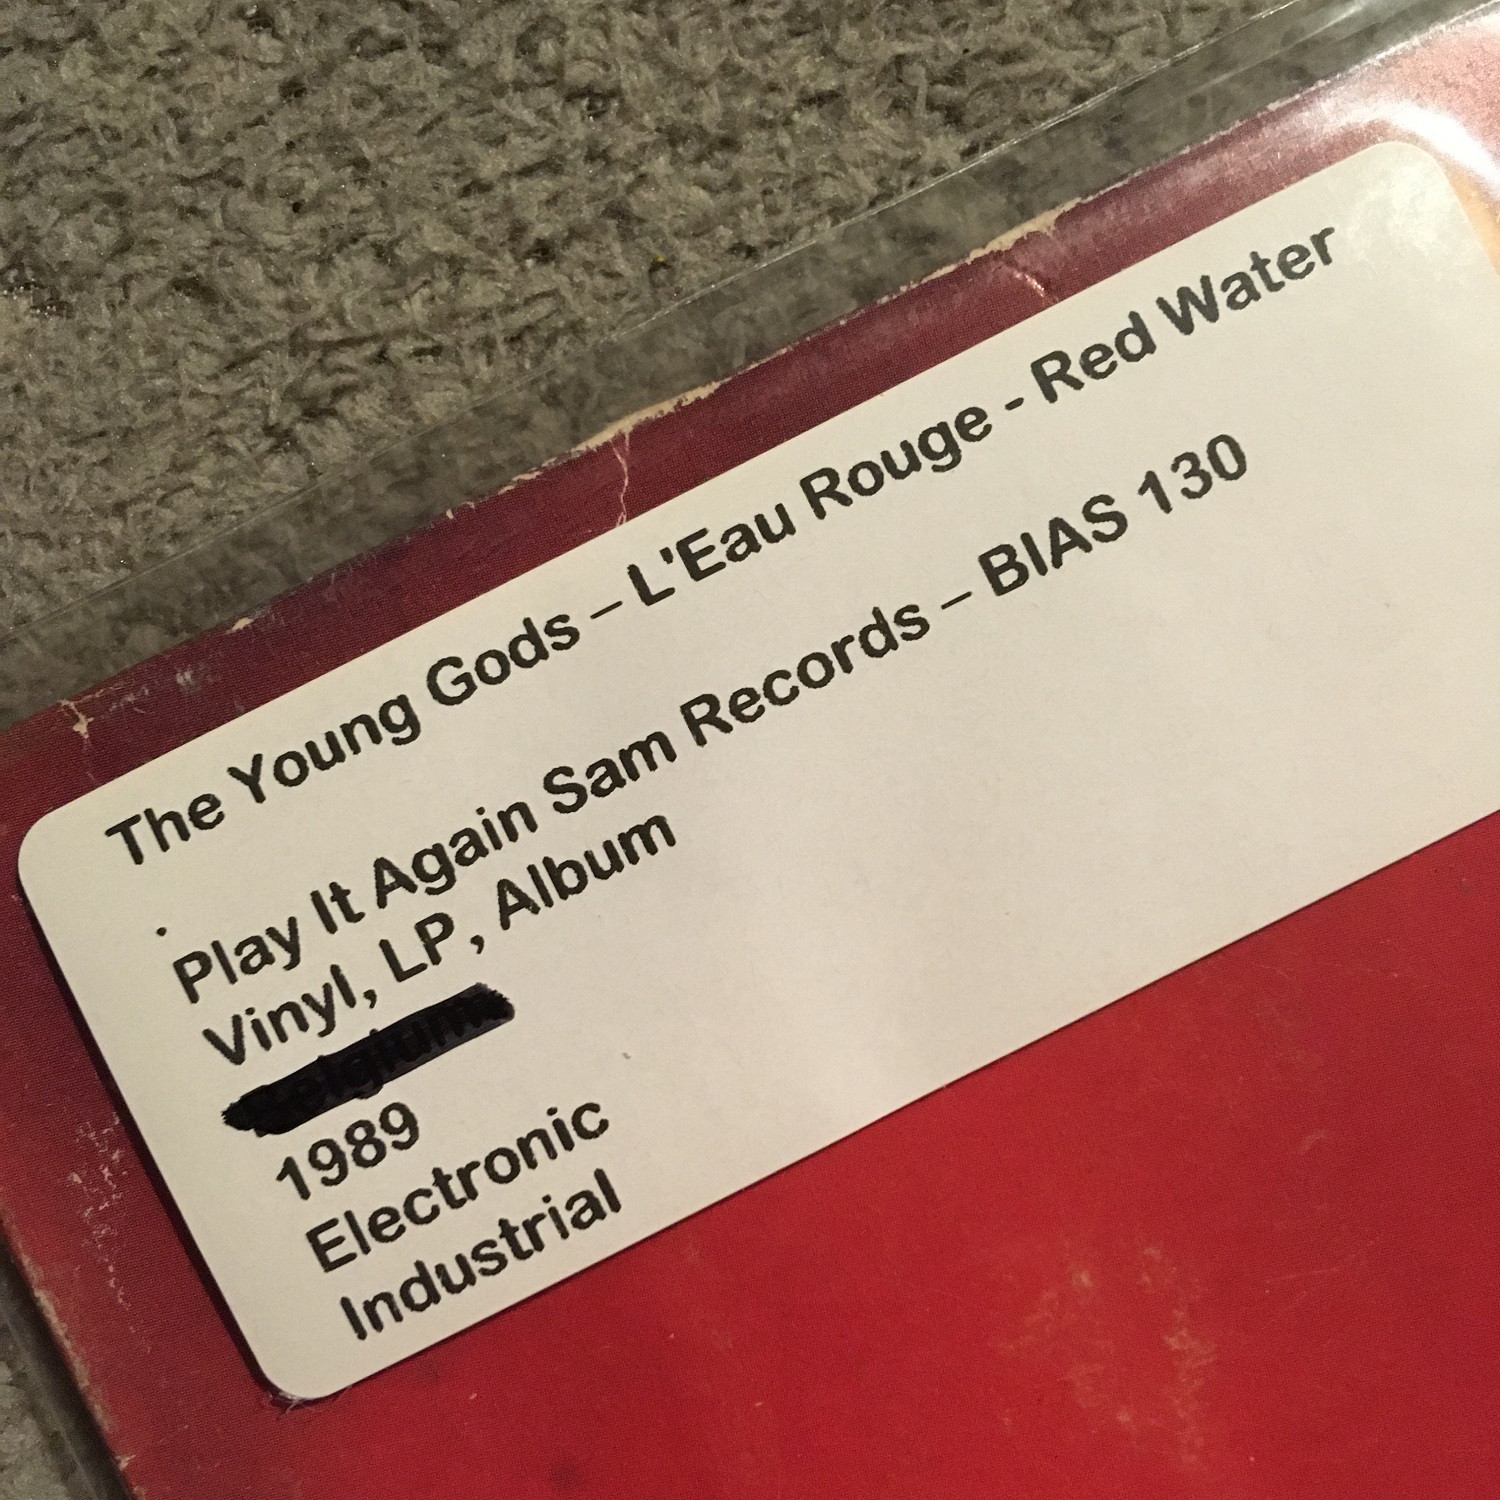 The Young Gods – L'Eau Rouge - Red Water
Play It Again Sam Records – BIAS 130
Vinyl, LP, Album
1989
Electronic
Industrial